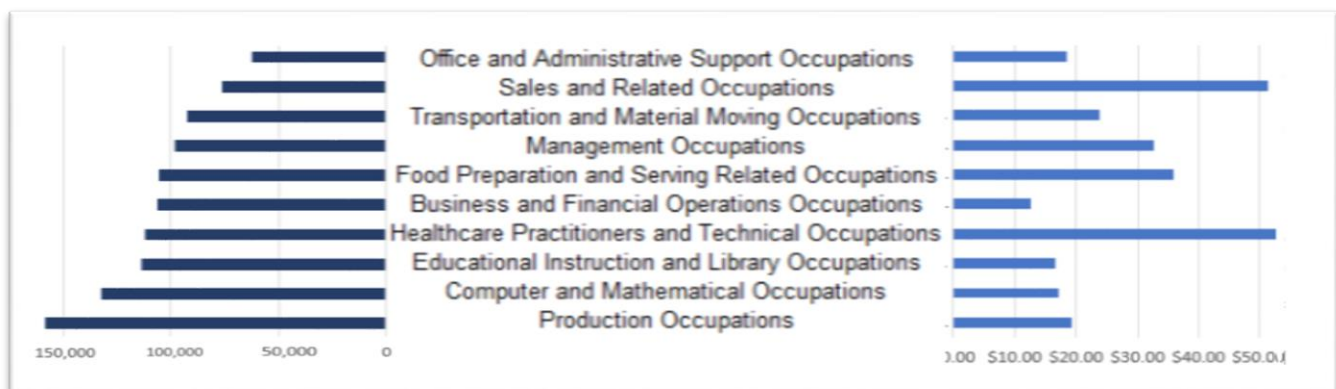 Office and Administrative Support Occupations
Sales and Related Occupations
Transportation and Material Moving Occupations
Management Occupations
Food Preparation and Serving Related Occupations
Business and Financial Operations Occupations
Healthcare Practitioners and Technical Occupations
Educational Instruction and Library Occupations
Computer and Mathematical Occupations
Production Occupations
150,000 100,000 50,000 0
.00 $10.00 $20.00 $30.00 $40.00 $50.0